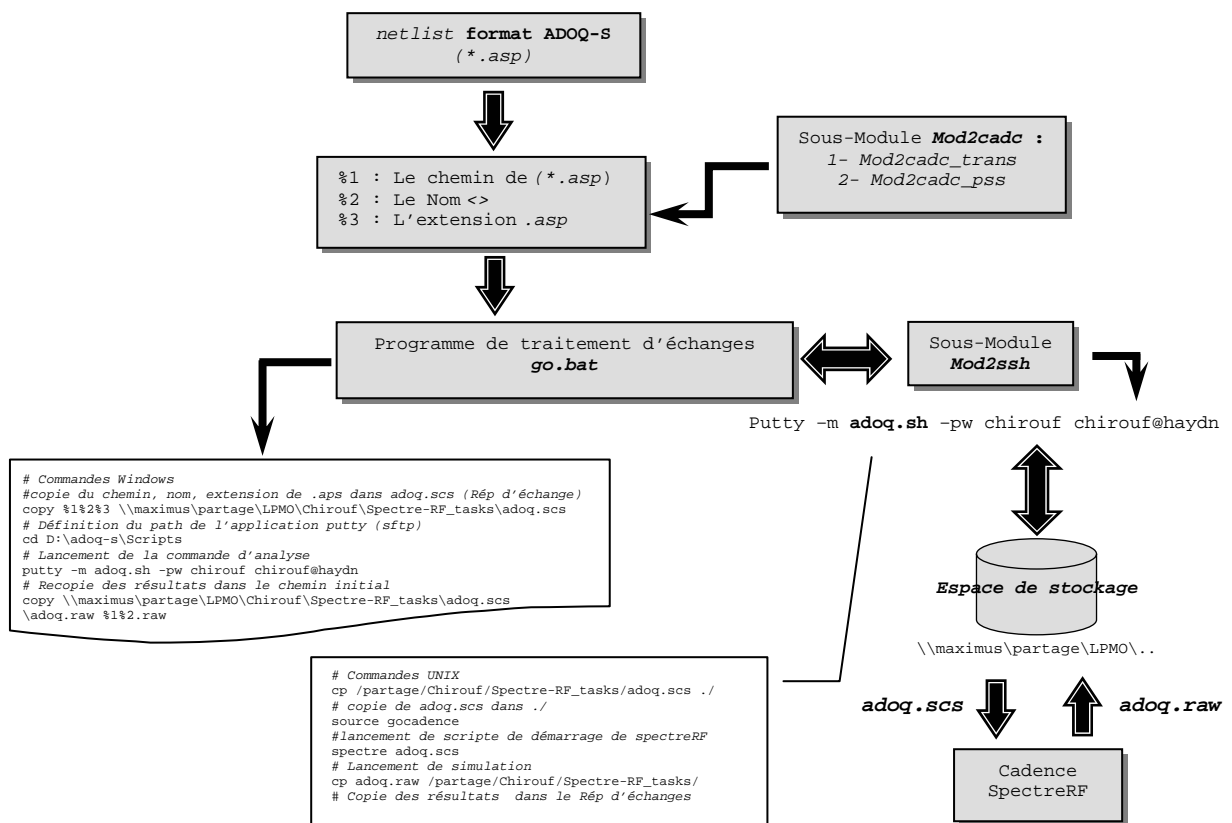 netlist format ADOQ-S
(*.asp)
Sous-Module Mod2cadc :
1- Mod2cadc_trans
2- Mod2cadc_pss
%1 : Le chemin de (*.asp)
%2 : Le Nom <>
%3 : L'extension .asp
Programme de traitement d'échanges
go.bat
Sous-Module
Mod2ssh
Putty –m adoq.sh –pw chirouf chirouf@haydn
# Commandes Windows
#copie du chemin, nom, extension de .aps dans adoq.scs (Rép d'échange)
copy %1%2%3 \\maximus\partage\LPMO\Chirouf\Spectre-RF_tasks\adoq.scs
# Définition du path de l'application putty (sftp)
cd D:\adoq-s\Scripts
# Lancement de la commande d'analyse
putty -m adoq.sh -pw chirouf chirouf@haydn
# Recopie des résultats dans le chemin initial
copy \\maximus\partage\LPMO\Chirouf\Spectre-RF_tasks\adoq.scs
\adoq.raw %1%2.raw
Espace de stockage
\\maximus\partage\LPMO\..
# Commandes UNIX
cp /partage/Chirouf/Spectre-RF_tasks/adoq.scs ./
# copie de adoq.scs dans ./
source gocadence
#lancement de scripte de démarrage de spectreRF
spectre adoq.scs
# Lancement de simulation
cp adoq.raw /partage/Chirouf/Spectre-RF_tasks/
# Copie des résultats dans le Rép d'échanges
adoq.scs
adoq.raw
Cadence
SpectreRF